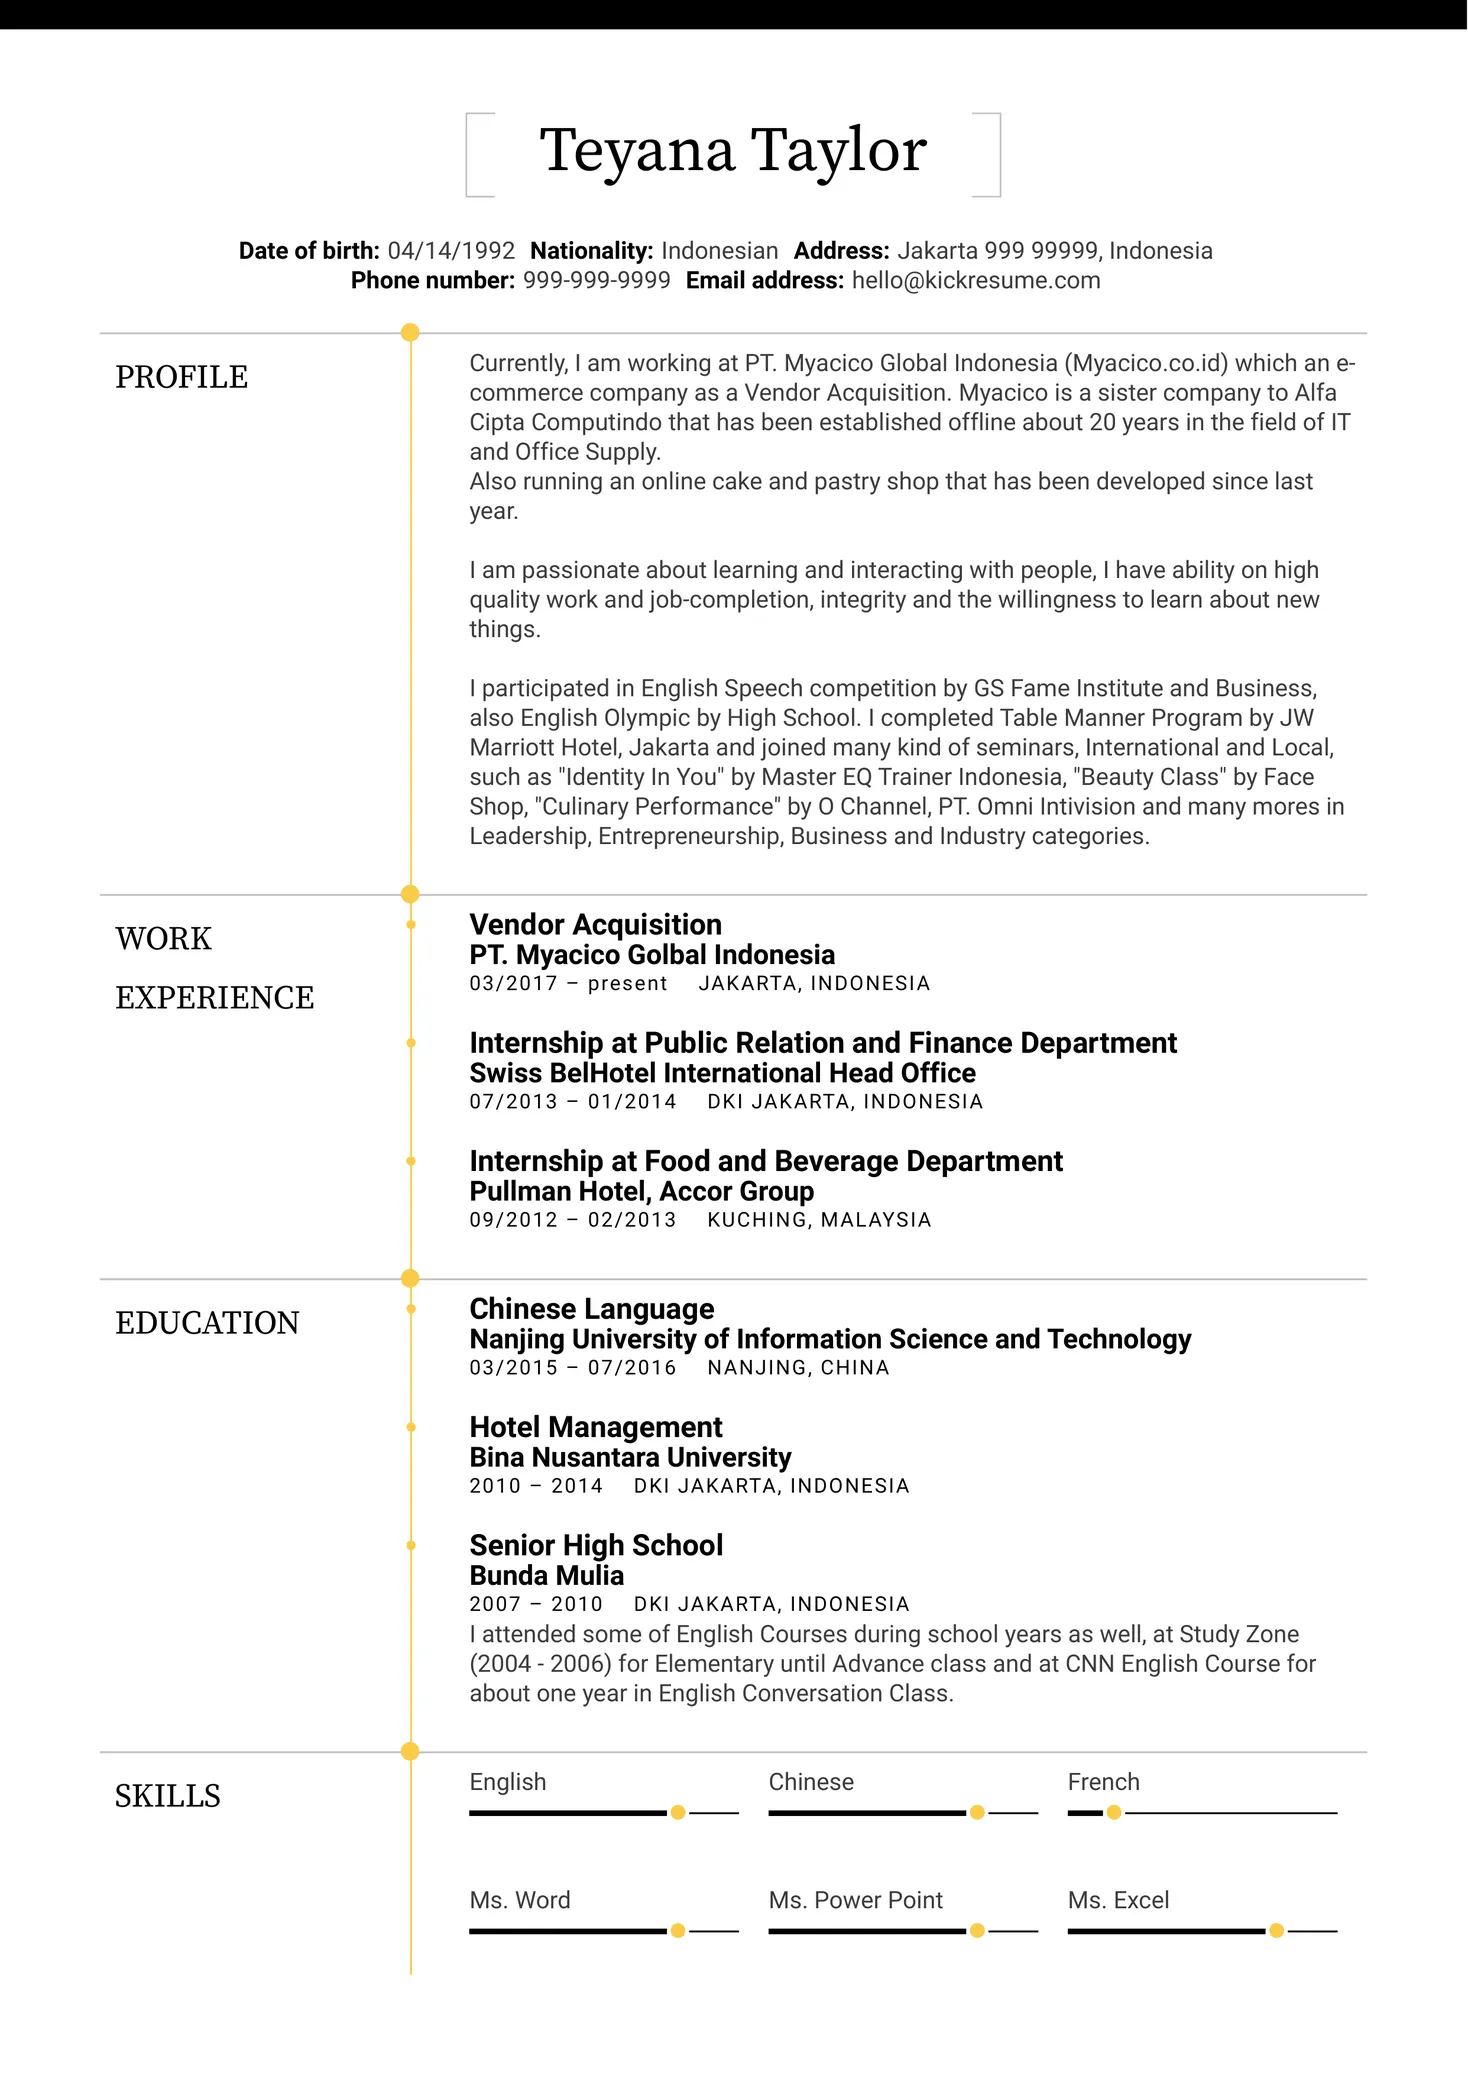 Teyana Taylor
Date of birth: 04/14/1992 Nationality: Indonesian Address: Jakarta 999 99999, Indonesia
Phone number: 999-999-9999 Email address: hello@kickresume.com
PROFILE
Currently, I am working at PT. Myacico Global Indonesia (Myacico.co.id) which an e-
commerce company as a Vendor Acquisition. Myacico is a sister company to Alfa
Cipta Computindo that has been established offline about 20 years in the field of IT
and Office Supply.
Also running an online cake and pastry shop that has been developed since last
year.
I am passionate about learning and interacting with people, I have ability on high
quality work and job-completion, integrity and the willingness to learn about new
things.
I participated in English Speech competition by GS Fame Institute and Business,
also English Olympic by High School. I completed Table Manner Program by JW
Marriott Hotel, Jakarta and joined many kind of seminars, International and Local,
such as "Identity In You" by Master EQ Trainer Indonesia, "Beauty Class" by Face
Shop, "Culinary Performance" by O Channel, PT. Omni Intivision and many mores in
Leadership, Entrepreneurship, Business and Industry categories.
WORK
EXPERIENCE
Vendor Acquisition
PT. Myacico Golbal Indonesia
03/2017 – present JAKARTA, INDONESIA
Internship at Public Relation and Finance Department
Swiss BelHotel International Head Office
07/2013 – 01/2014 DKI JAKARTA, INDONESIA
Internship at Food and Beverage Department
Pullman Hotel, Accor Group
09/2012 – 02/2013 KUCHING, MALAYSIA
EDUCATION
Chinese Language
Nanjing University of Information Science and Technology
03/2015 – 07/2016 NANJING, CHINA
Hotel Management
Bina Nusantara University
2010 – 2014 DKI JAKARTA, INDONESIA
Senior High School
Bunda Mulia
2007 – 2010 DKI JAKARTA, INDONESIA
I attended some of English Courses during school years as well, at Study Zone
(2004 - 2006) for Elementary until Advance class and at CNN English Course for
about one year in English Conversation Class.
SKILLS
English Chinese French
Ms. Word Ms. Power Point Ms. Excel